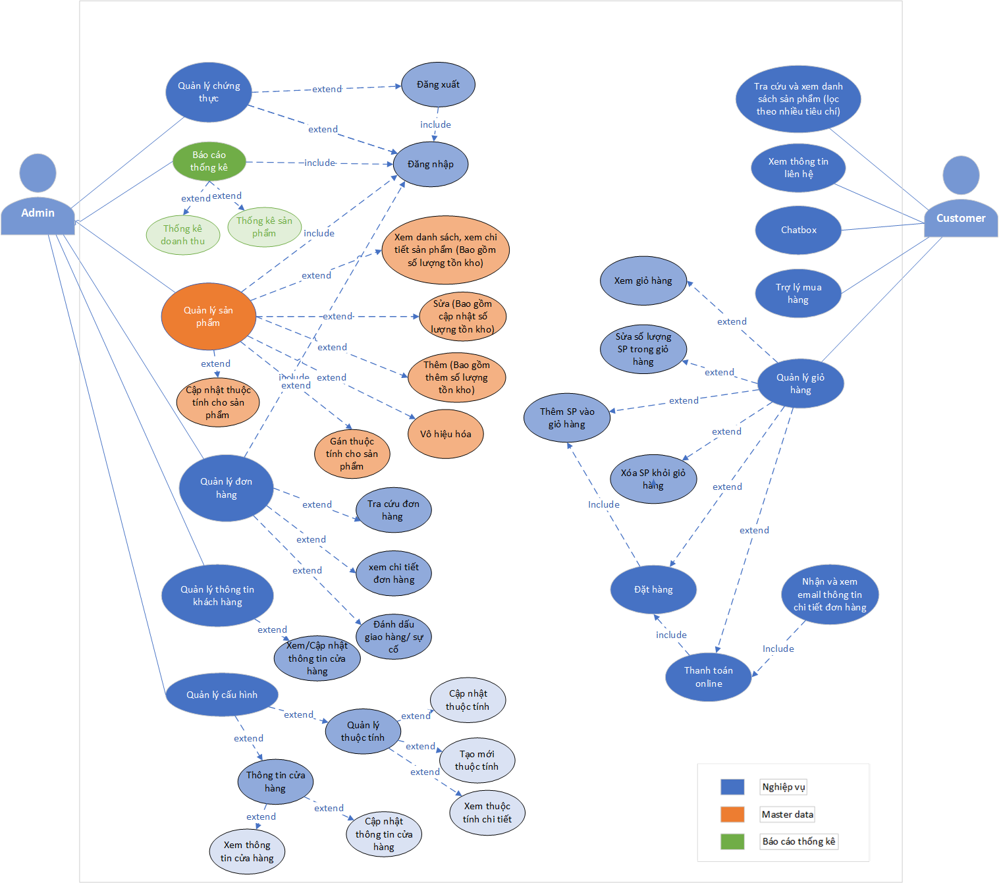 Admin
Customer
Quản lý chứng
thực
extend
Đăng xuất
extend
include
Báo cáo
thống kê
include
Đăng nhập
extend
extend
Thống kê
doanh thu
Thống kê sản
phẩm
include
Xem danh sách, xem chi
tiết sản phẩm (Bao gồm
số lượng tồn kho)
extend
Quản lý sản
phẩm
extend
Sửa (Bao gồm
cập nhật số
lượng tồn kho)
extend
Thêm (Bao gồm
thêm số lượng
tồn kho)
extend
Cập nhật thuộc
tính cho sản
phẩm
include
extend
extend
Vô hiệu hóa
Gán thuộc
tính cho sản
phẩm
Quản lý đơn
hàng
extend
Tra cứu đơn
hàng
extend
xem chi tiết
đơn hàng
extend
Đánh dấu
giao hàng/ sự
cố
Quản lý thông tin
khách hàng
extend
Xem/Cập nhật
thông tin cửa
hàng
Quản lý cấu hình
extend
Quản lý
thuộc tính
extend
Cập nhật
thuộc tính
extend
Tạo mới
thuộc tính
extend
Xem thuộc
tính chi tiết
extend
Thông tin cửa
hàng
extend
Cập nhật
thông tin cửa
hàng
extend
Xem thông
tin cửa hàng
Tra cứu và xem danh
sách sản phẩm (lọc
theo nhiều tiêu chí)
Xem thông tin
liên hệ
Chatbox
Trợ lý mua
hàng
Xem giỏ hàng
extend
Sửa số lượng
SP trong giỏ
hàng
extend
Quản lý giỏ
hàng
extend
Thêm SP vào
giỏ hàng
extend
Xóa SP khỏi giỏ
hàng
extend
Include
extend
Đặt hàng
Nhận và xem
email thông tin
chi tiết đơn hàng
include
Include
Thanh toán
online
Nghiệp vụ
Master data
Báo cáo thống kê